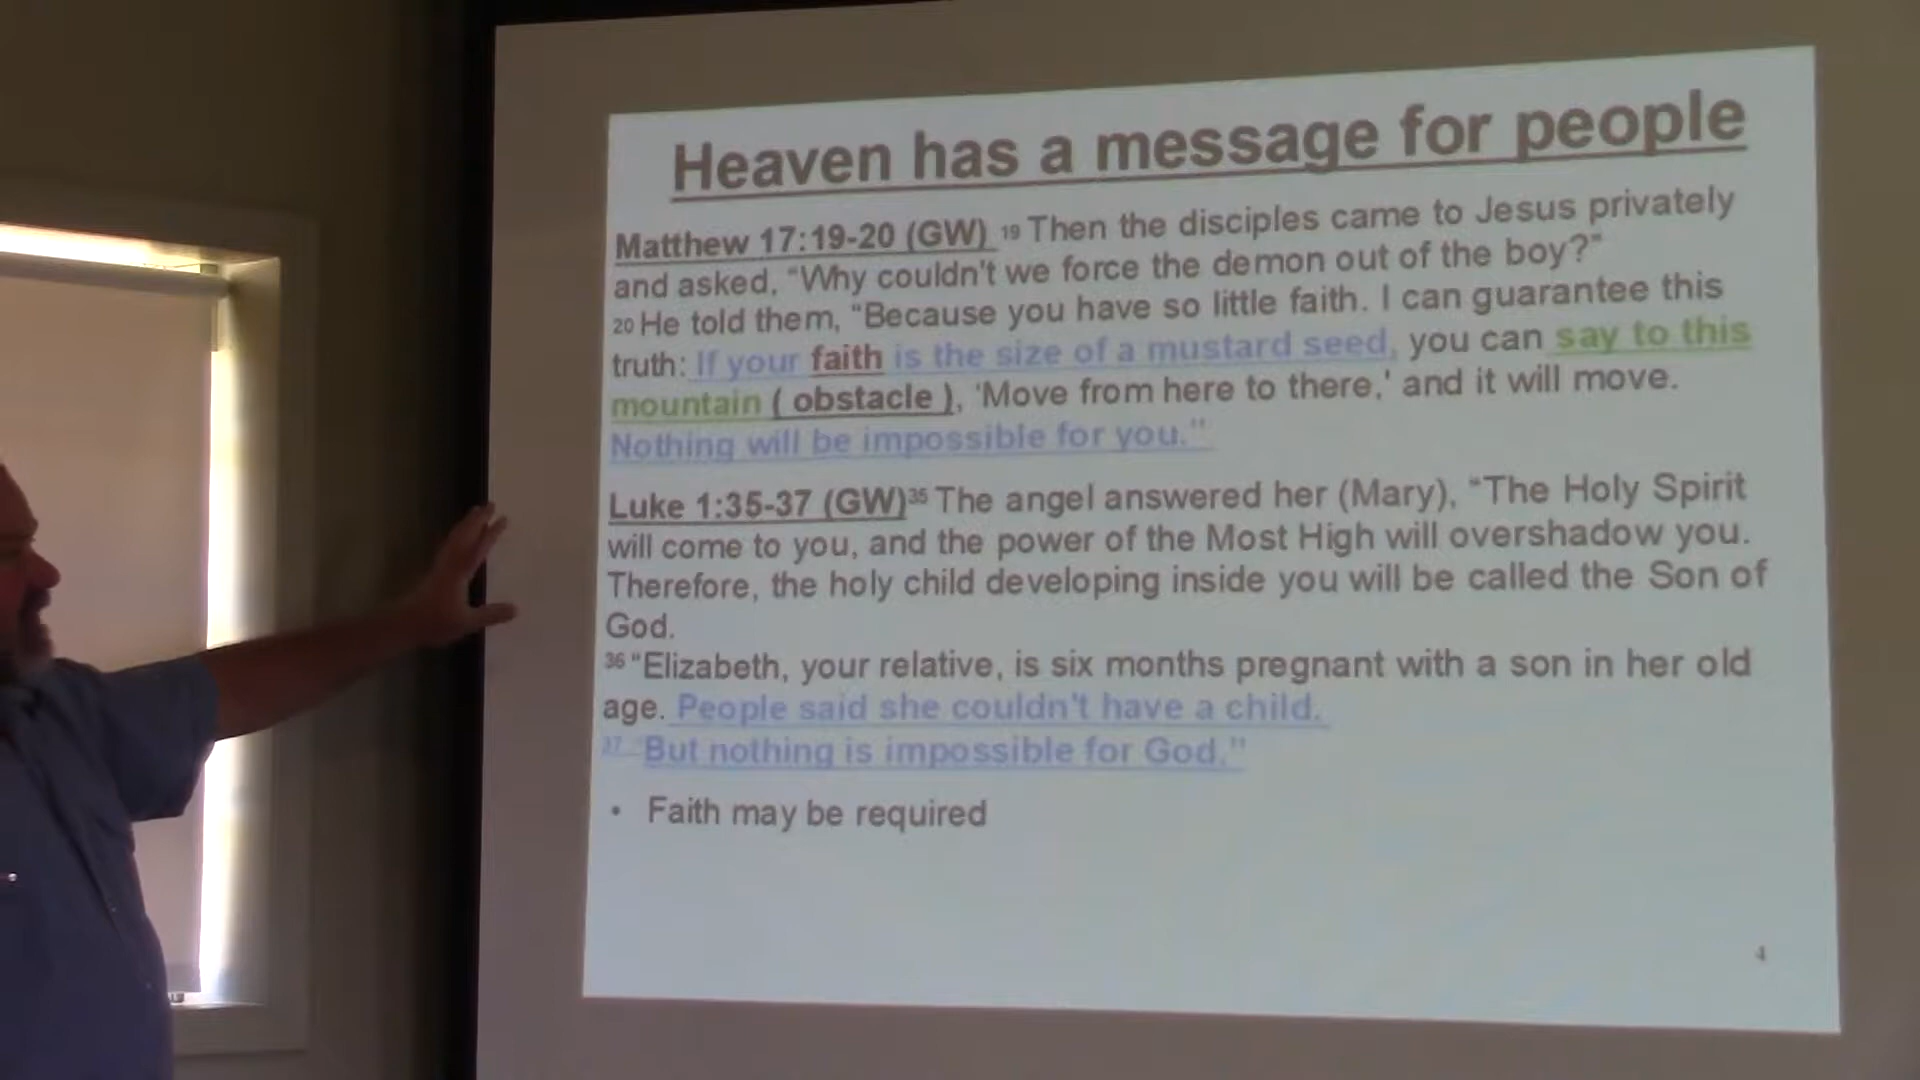 Heaven has a message for people
Matthew 17:19-20 (GW) 19 Then the disciples came to Jesus privately
and asked, “Why couldn't we force the demon out of the boy?”
20 He told them, “Because you have so little faith. I can guarantee this
truth: If your faith is the size of a mustard seed, you can say to this
mountain ( obstacle ), ‘Move from here to there,’ and it will move.
Nothing will be impossible for you.”
Luke 1:35-37 (GW)35 The angel answered her (Mary), “The Holy Spirit
will come to you, and the power of the Most High will overshadow you.
Therefore, the holy child developing inside you will be called the Son of
God.
36 “Elizabeth, your relative, is six months pregnant with a son in her old
age. People said she couldn't have a child.
37 “But nothing is impossible for God.”
• Faith may be required
4